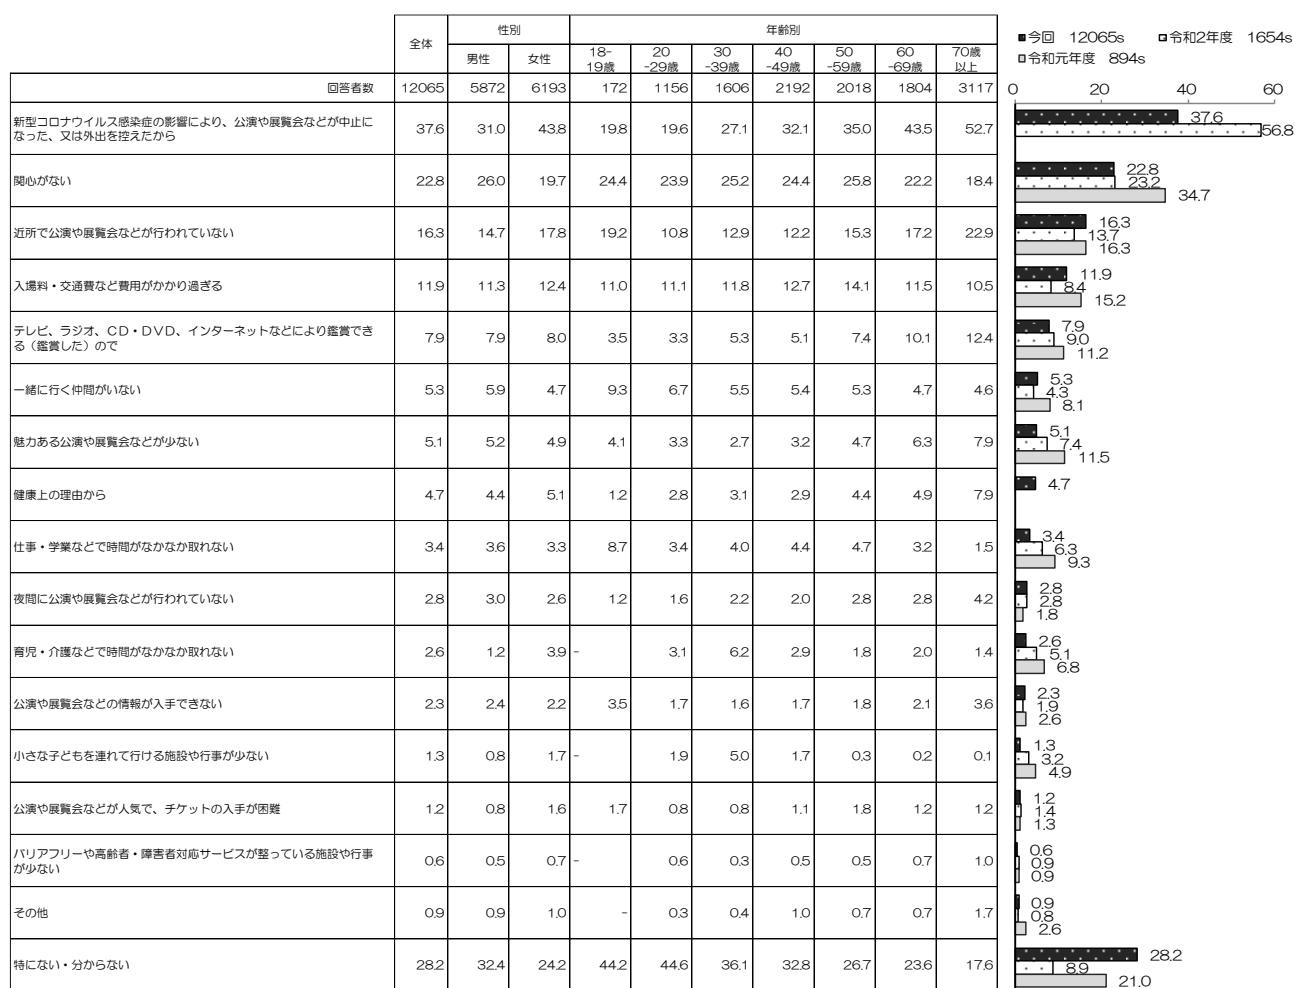 全体 性別 年齢別
男性 女性 18-19歳 20-29歳 30-39歳 40-49歳 50-59歳 60-69歳 70歳以上
■今回 12065s 令和2年度 1654s
令和元年度 894s
回答者数 12065 5872 6193 172 1156 1606 2192 2018 1804 3117
0 20 40 60
新型コロナウイルス感染症の影響により、公演や展覧会などが中止に
なった、又は外出を控えたから 37.6 31.0 43.8 19.8 19.6 27.1 32.1 35.0 43.5 52.7
37.6
56.8
関心がない 22.8 26.0 19.7 24.4 23.9 25.2 24.4 25.8 22.2 18.4
22.8
23.2
34.7
近所で公演や展覧会などが行われていない 16.3 14.7 17.8 19.2 10.8 12.9 12.2 15.3 17.2 22.9
16.3
13.7
16.3
入場料・交通費など費用がかかり過ぎる 11.9 11.3 12.4 11.0 11.1 11.8 12.7 14.1 11.5 10.5
11.9
8.4
15.2
テレビ、ラジオ、CD・DVD、インターネットなどにより鑑賞でき
る（鑑賞した）ので 7.9 7.9 8.0 3.5 3.3 5.3 5.1 7.4 10.1 12.4
7.9
9.0
11.2
一緒に行く仲間がいない 5.3 5.9 4.7 9.3 6.7 5.5 5.4 5.3 4.7 4.6
5.3
4.3
8.1
魅力ある公演や展覧会などが少ない 5.1 5.2 4.9 4.1 3.3 2.7 3.2 4.7 6.3 7.9
5.1
7.4
11.5
健康上の理由から 4.7 4.4 5.1 1.2 2.8 3.1 2.9 4.4 4.9 7.9
4.7
仕事・学業などで時間がなかなか取れない 3.4 3.6 3.3 8.7 3.4 4.0 4.4 4.7 3.2 1.5
3.4
6.3
9.3
夜間に公演や展覧会などが行われていない 2.8 3.0 2.6 1.2 1.6 2.2 2.0 2.8 2.8 4.2
2.8
2.8
1.8
育児・介護などで時間がなかなか取れない 2.6 1.2 3.9 - 3.1 6.2 2.9 1.8 2.0 1.4
2.6
5.1
6.8
公演や展覧会などの情報が入手できない 2.3 2.4 2.2 3.5 1.7 1.6 1.7 1.8 2.1 3.6
2.3
1.9
2.6
小さな子どもを連れて行ける施設や行事が少ない 1.3 0.8 1.7 - 1.9 5.0 1.7 0.3 0.2 0.1
1.3
3.2
4.9
公演や展覧会などが人気で、チケットの入手が困難 1.2 0.8 1.6 1.7 0.8 0.8 1.1 1.8 1.2 1.2
1.2
1.4
1.3
バリアフリーや高齢者・障害者対応サービスが整っている施設や行事
が少ない 0.6 0.5 0.7 - 0.6 0.3 0.5 0.5 0.7 1.0
0.6
0.9
0.9
その他 0.9 0.9 1.0 - 0.3 0.4 1.0 0.7 0.7 1.7
0.9
0.8
2.6
特にない・分からない 28.2 32.4 24.2 44.2 44.6 36.1 32.8 26.7 23.6 17.6
28.2
8.9
21.0